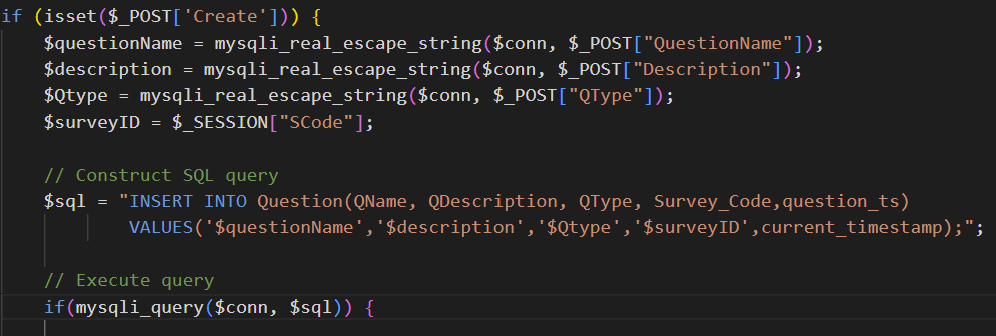 if (isset($_POST['Create'])) {
$questionName = mysqli_real_escape_string($conn, $_POST["QuestionName"]);
$description = mysqli_real_escape_string($conn, $_POST["Description"]);
$Qtype = mysqli_real_escape_string($conn, $_POST["QType"]);
$surveyID = $_SESSION["SCode"];
// Construct SQL query
$sql = "INSERT INTO Question(QName, QDescription, QType, Survey_Code,question_ts)
VALUES('$questionName','$description','$Qtype','$surveyID',current_timestamp);";
// Execute query
if(mysqli_query($conn, $sql)) {